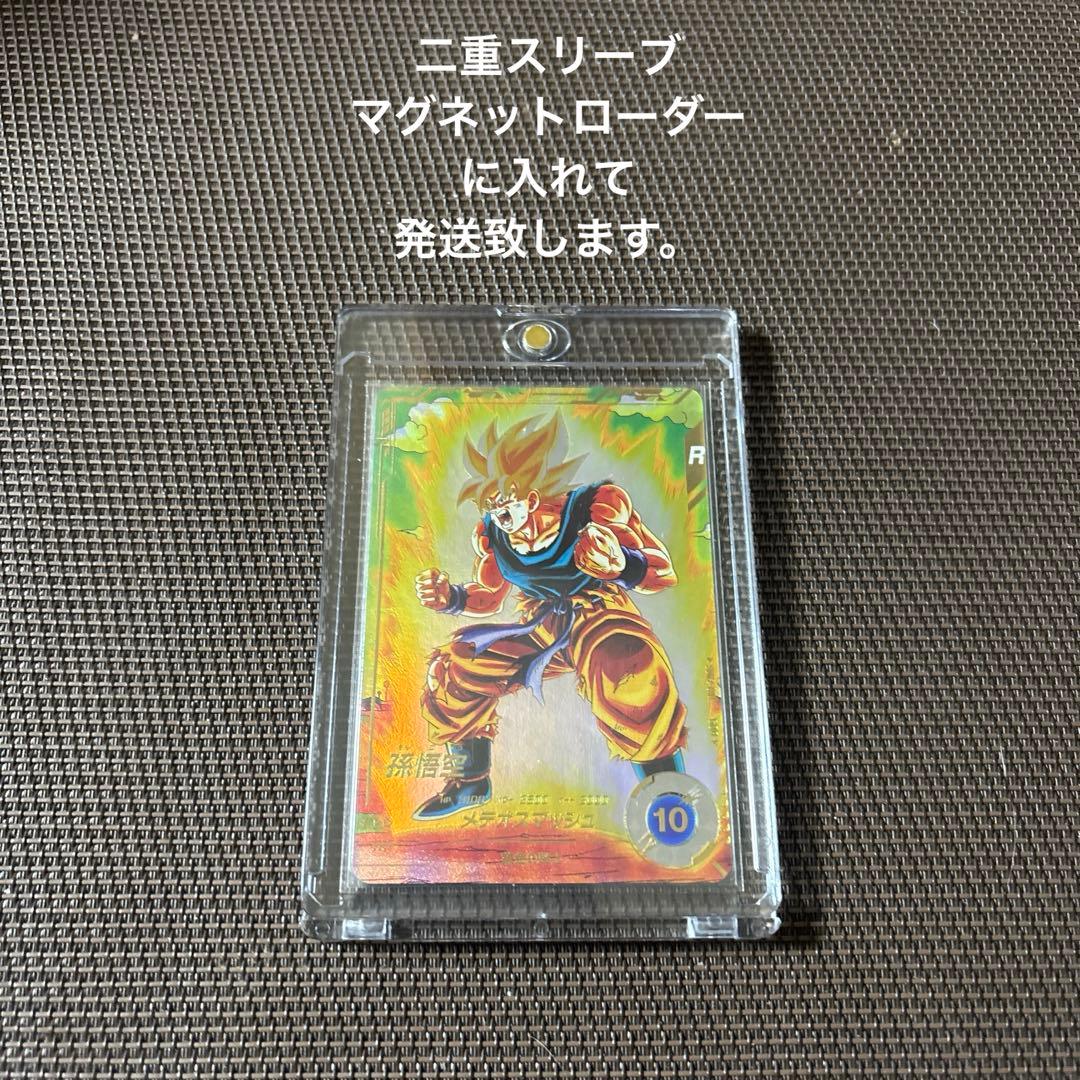 二重スリーブ
マグネットローダー
に入れて
発送致します。
R
孫悟空
メテオスマッシュ
10